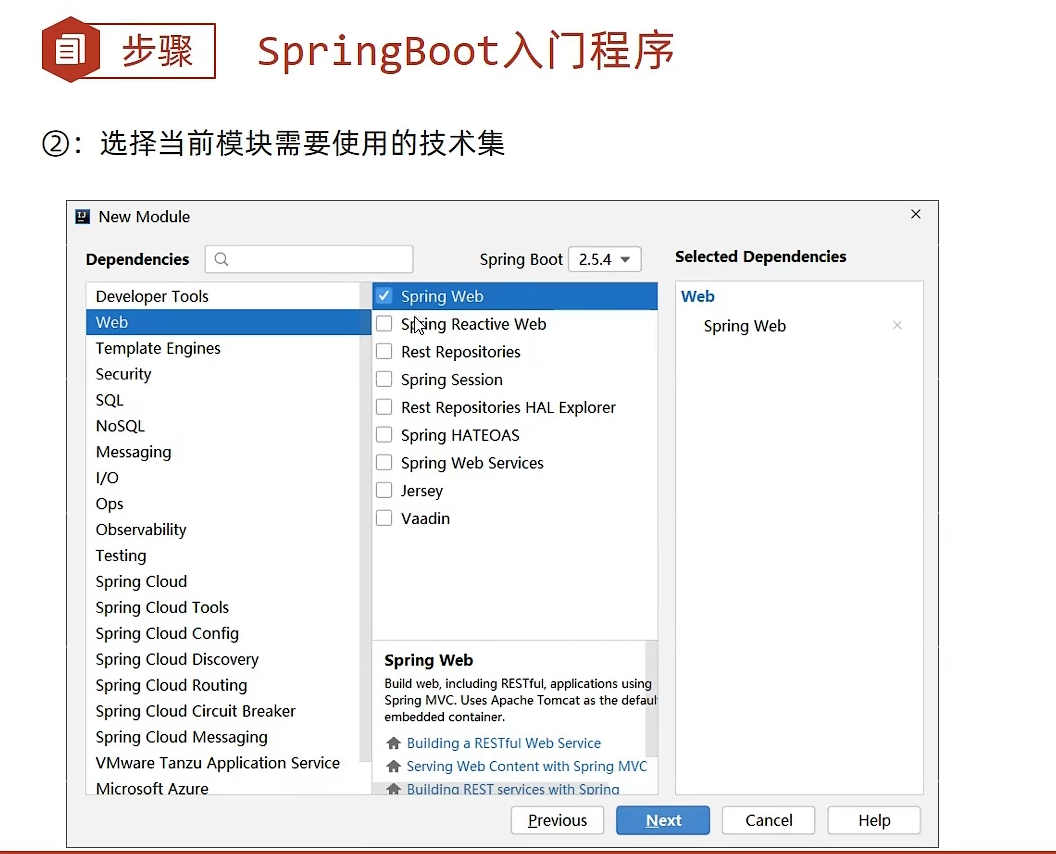 步骤 SpringBoot入门程序
②：选择当前模块需要使用的技术集
New Module
Dependencies
Spring Boot 2.5.4
Selected Dependencies
Developer Tools
Web
Template Engines
Security
SQL
NoSQL
Messaging
I/O
Ops
Observability
Testing
Spring Cloud
Spring Cloud Tools
Spring Cloud Config
Spring Cloud Discovery
Spring Cloud Routing
Spring Cloud Circuit Breaker
Spring Cloud Messaging
VMware Tanzu Application Service
Microsoft Azure
Spring Web
Spring Reactive Web
Rest Repositories
Spring Session
Rest Repositories HAL Explorer
Spring HATEOAS
Spring Web Services
Jersey
Vaadin
Spring Web
Build web, including RESTful, applications using
Spring MVC. Uses Apache Tomcat as the defaul
embedded container.
Building a RESTful Web Service
Serving Web Content with Spring MVC
Building REST services with Spring
Web
Spring Web
Previous
Next
Cancel
Help